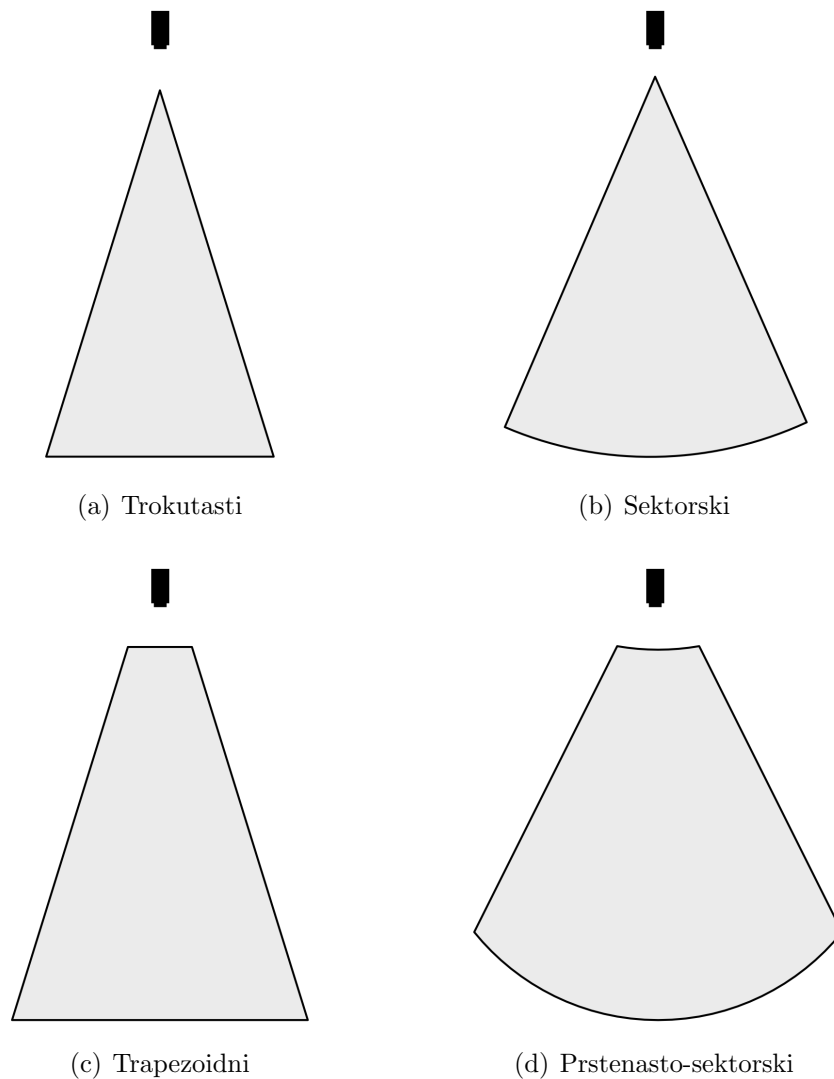 (a) Trokutasti
(b) Sektorski
(c) Trapezoidni
(d) Prstenasto-sektorski